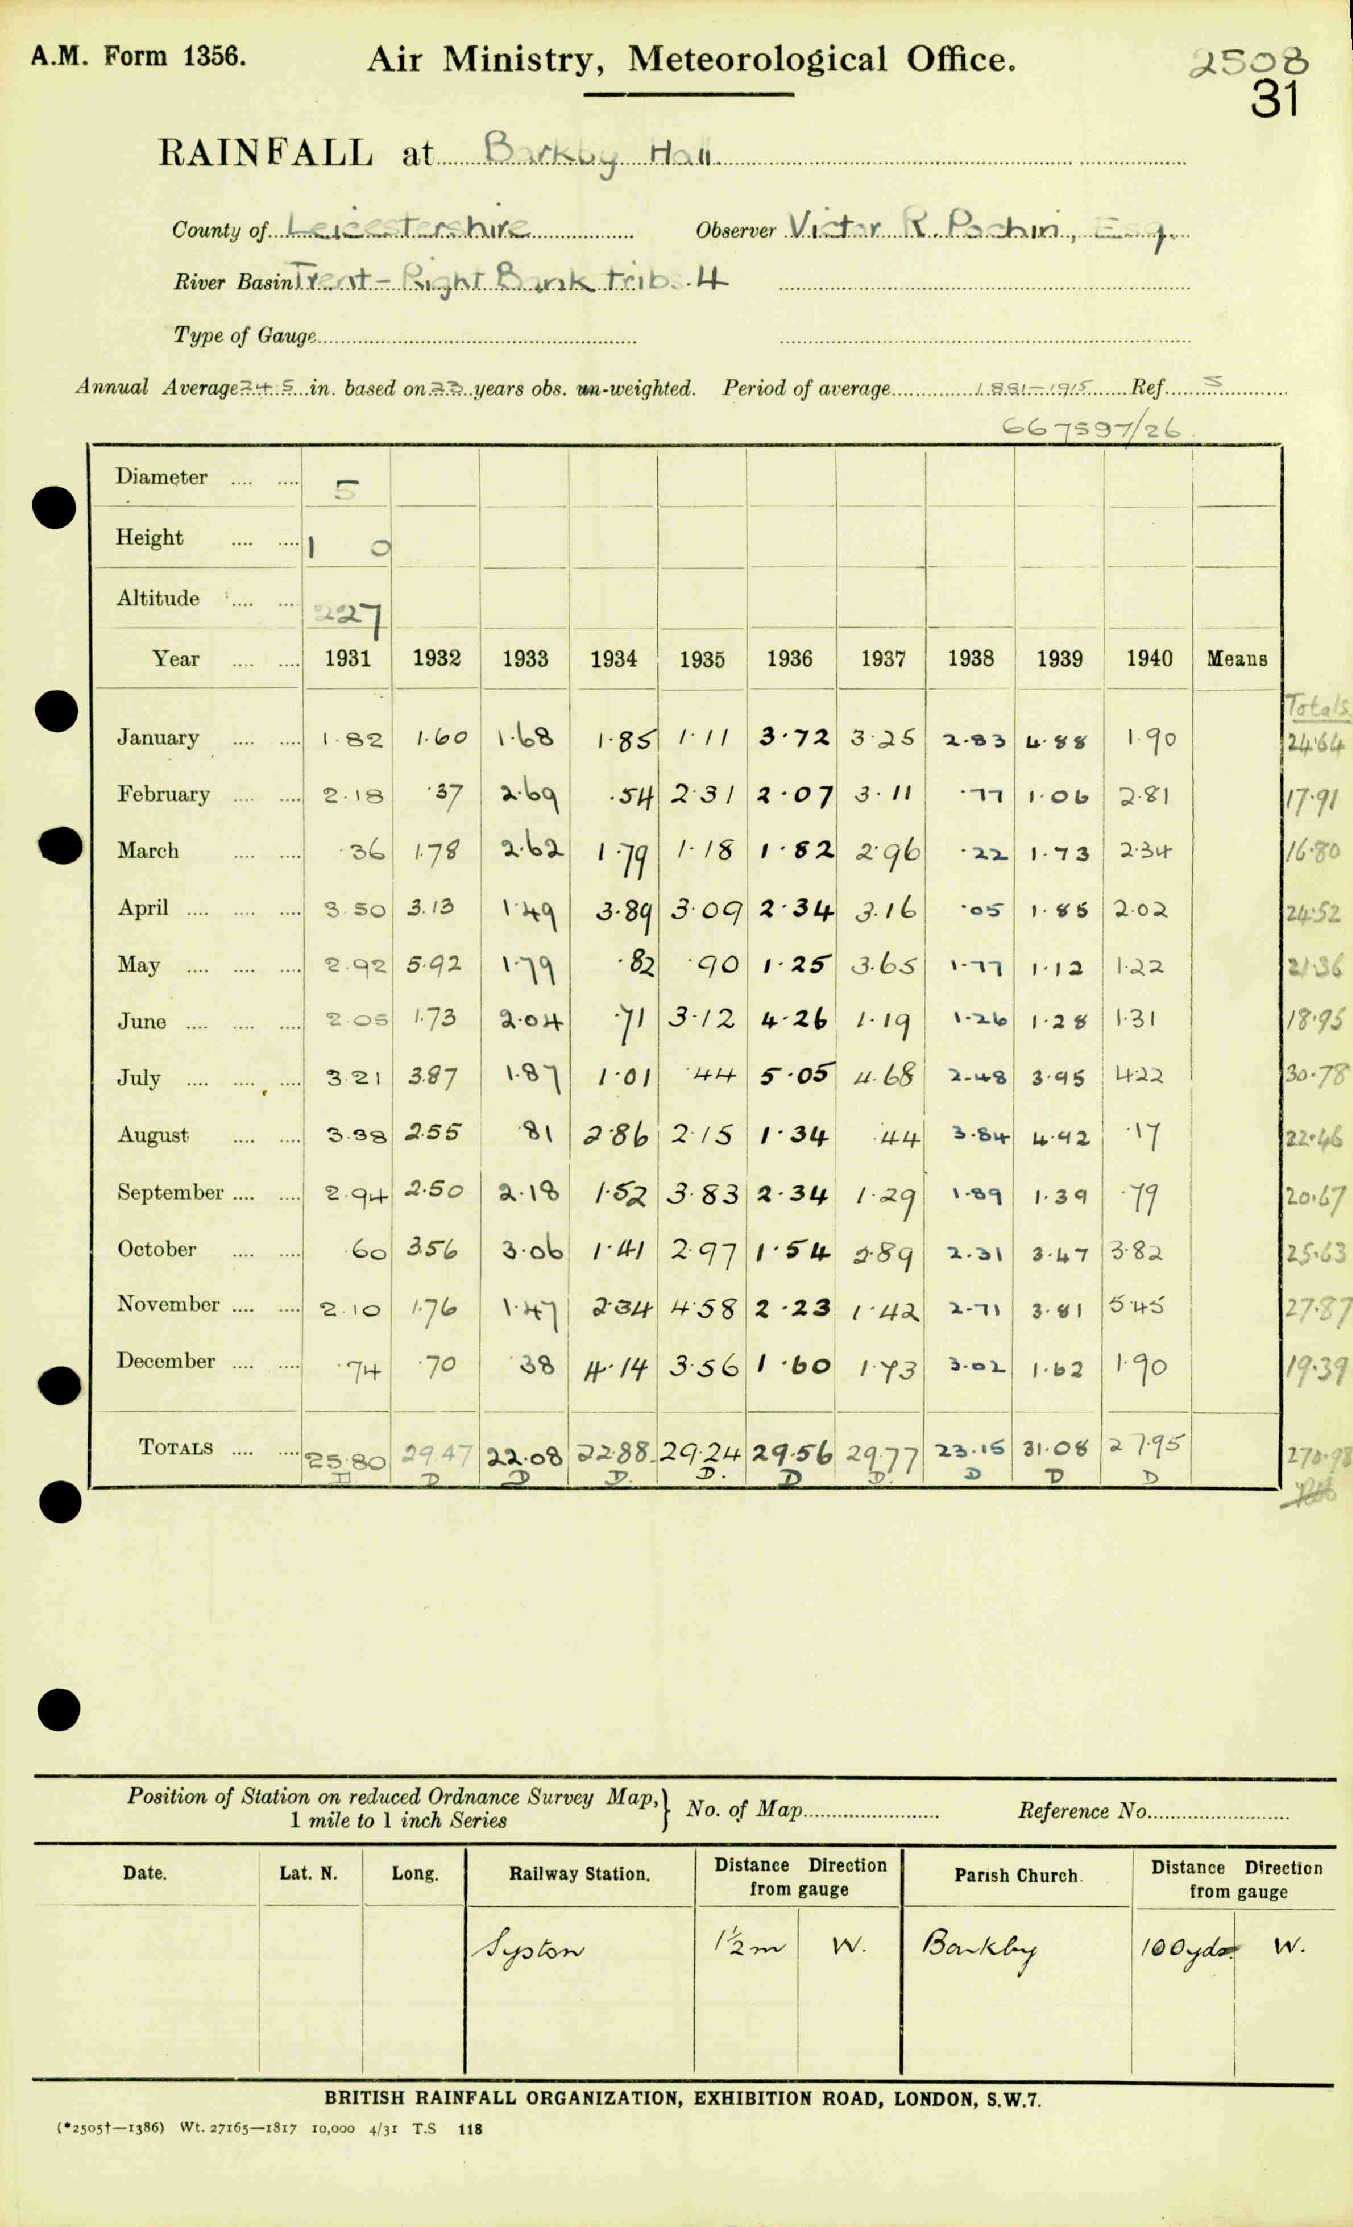 A.M. Form 1356. Air Ministry, Meteorological Office. 2508
31
RAINFALL at Barkby Hall
County of Leicestershire Observer Victor R. Pochin, Esq.
River Basin Trent - Right Bank tribs. 4
Type of Gauge
Annual Average 24.5 in. based on 23 years obs. un-weighted. Period of average 1881-1915 Ref. S
667597/26
Diameter 5
Height 1 0
Altitude 227
Year 1931 1932 1933 1934 1935 1936 1937 1938 1939 1940 Means
Totals
January 1.82 1.60 1.68 1.85 1.11 3.72 3.25 2.83 4.88 1.90 24.64
February 2.18 .37 2.69 .54 2.31 2.07 3.11 .77 1.06 2.81 17.91
March .36 1.78 2.62 1.79 1.18 1.82 2.96 .22 1.73 2.34 16.80
April 3.50 3.13 1.49 3.89 3.09 2.34 3.16 .05 1.85 2.02 24.52
May 2.92 5.92 1.79 .82 .90 1.25 3.65 1.77 1.12 1.22 21.36
June 2.05 1.73 2.04 .71 3.12 4.26 1.19 1.26 1.28 1.31 18.95
July 3.21 3.87 1.87 1.01 .44 5.05 4.68 2.48 3.95 4.22 30.78
August 3.38 2.55 .81 2.86 2.15 1.34 .44 3.84 4.92 .17 22.46
September 2.94 2.50 2.18 1.52 3.83 2.34 1.29 1.89 1.39 .79 20.67
October .60 3.56 3.06 1.41 2.97 1.54 2.89 2.31 3.47 3.82 25.63
November 2.10 1.76 1.47 2.34 4.58 2.23 1.42 2.71 3.81 5.45 27.87
December .74 .70 .38 4.14 3.56 1.60 1.73 3.02 1.62 1.90 19.39
TOTALS 25.80 29.47 22.08 22.88 29.24 29.56 29.77 23.15 31.08 27.95 270.98
D D D D. D. D D. D D D
Position of Station on reduced Ordnance Survey Map,} No. of Map Reference No.
1 mile to 1 inch Series
Date. Lat. N. Long. Railway Station. Distance Direction from gauge Parish Church. Distance Direction from gauge
Syston 1½ m W. Barkby 100 yds. W.
BRITISH RAINFALL ORGANIZATION, EXHIBITION ROAD, LONDON, S.W.7.
(*2505†—1386) Wt. 27165—1817 10,000 4/31 T.S 118